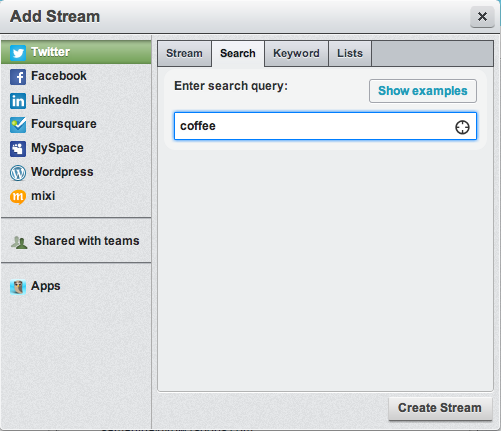 Add Stream
Twitter
Facebook
LinkedIn
Foursquare
MySpace
Wordpress
mixi
Shared with teams
Apps
Stream Search Keyword Lists
Enter search query: Show examples
coffee
Create Stream